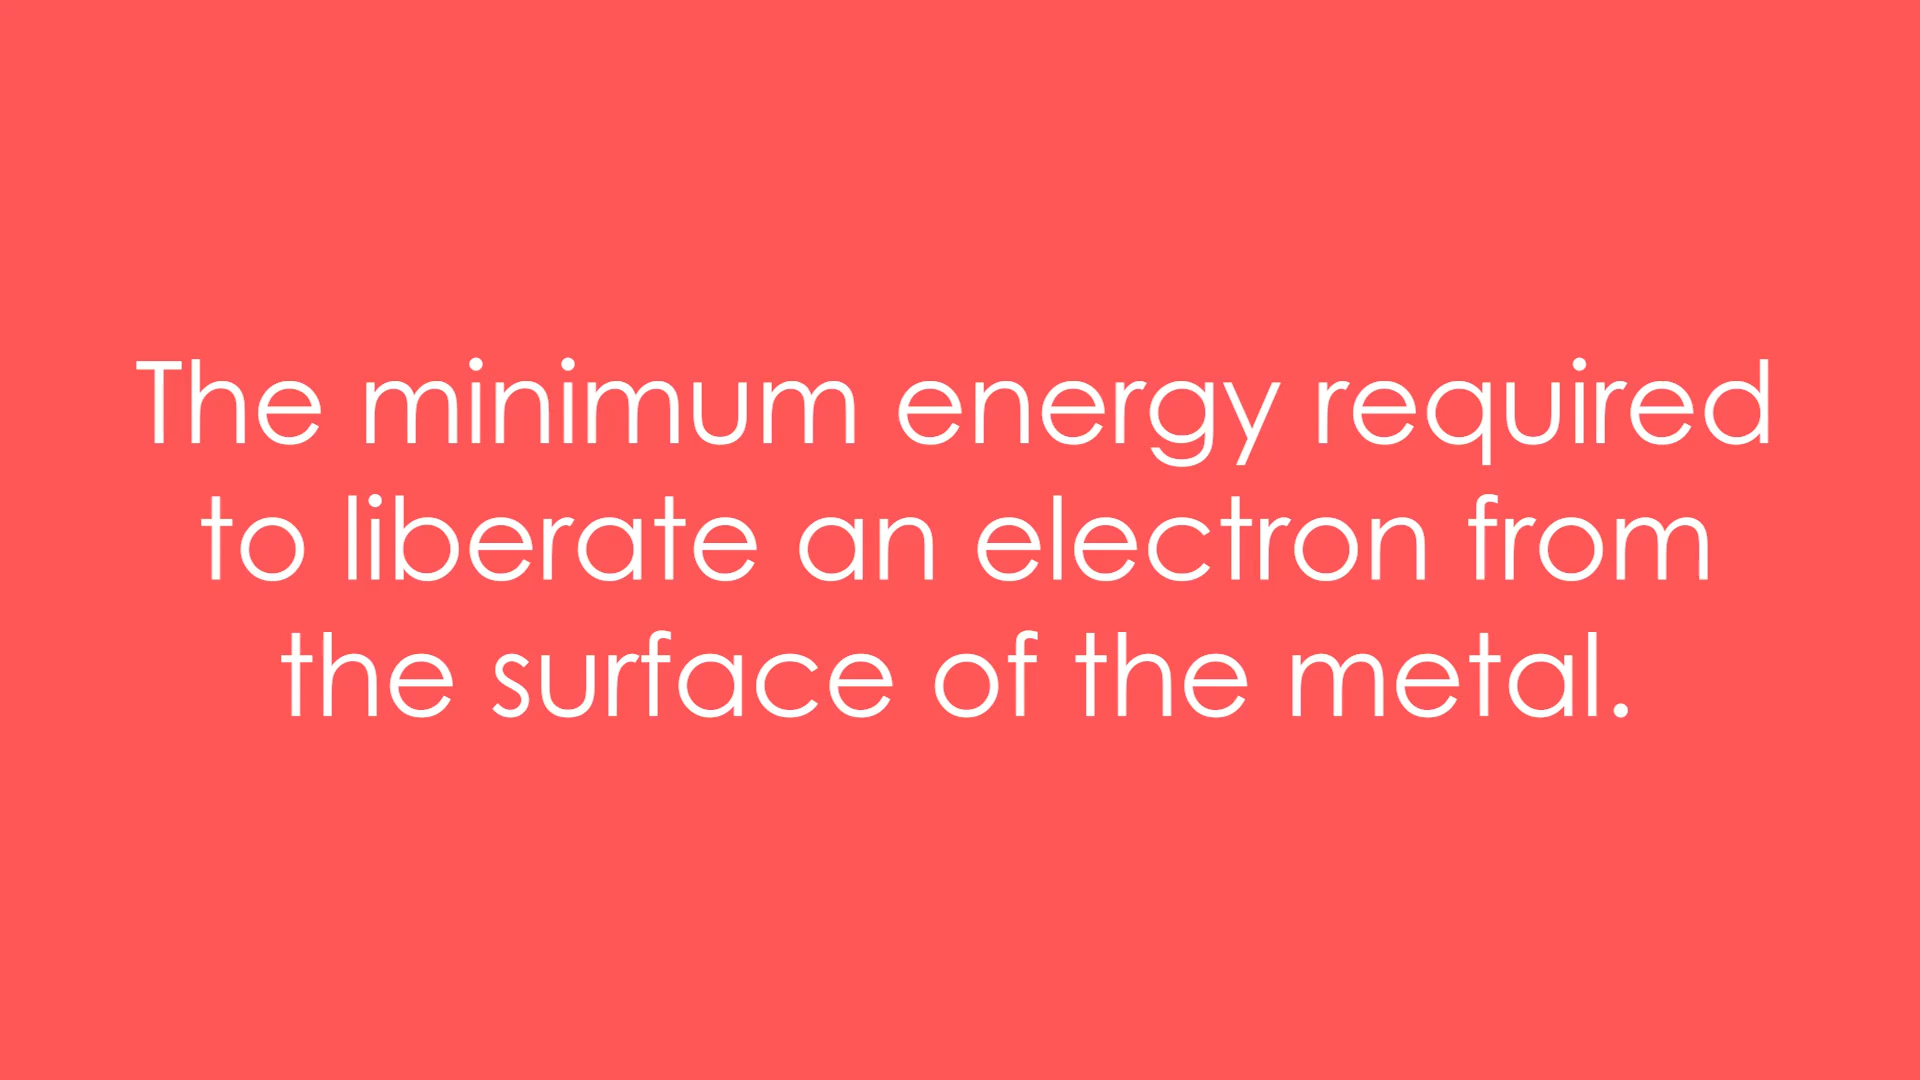 The minimum energy required
to liberate an electron from
the surface of the metal.